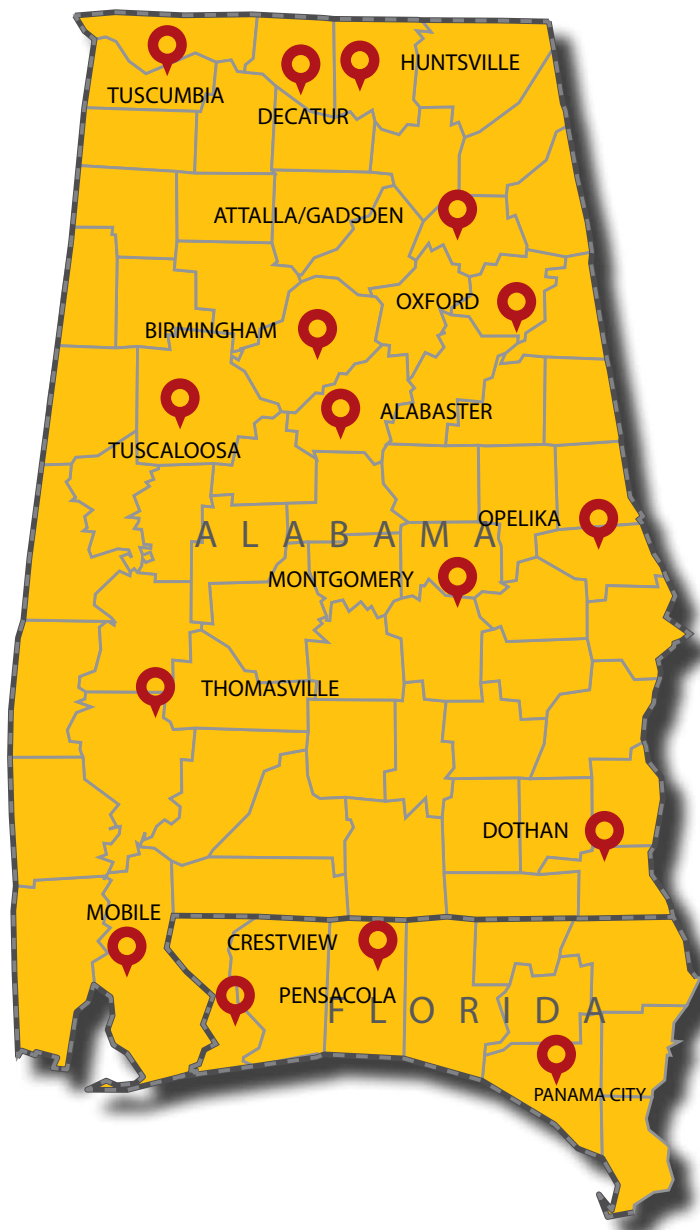 HUNTSVILLE
TUSCUMBIA
DECATUR
ATTALLA/GADSDEN
OXFORD
BIRMINGHAM
ALABASTER
TUSCALOOSA
OPELIKA
ALABAMA
MONTGOMERY
THOMASVILLE
DOTHAN
MOBILE
CRESTVIEW
PENSACOLA
FLORIDA
PANAMA CITY